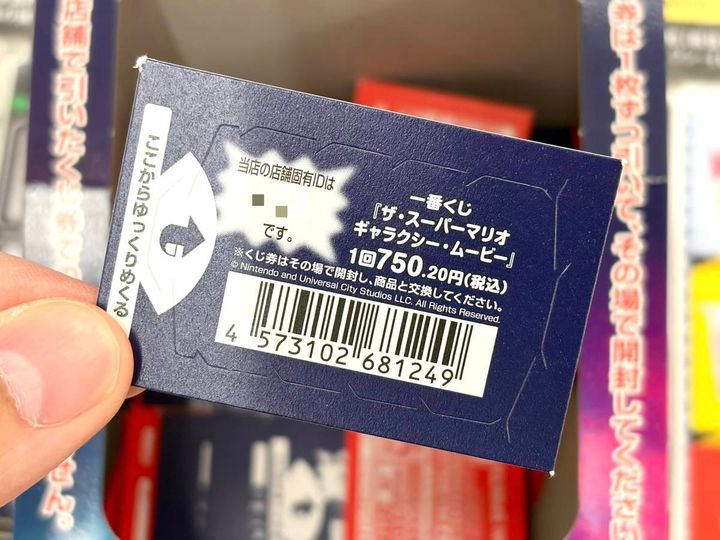 店舗で引いたくじ券で
せん。
券は1枚ずつ引いて、その場で開封してください
ここからゆっくりめくる
当店の店舗固有IDは
です。
一番くじ
『ザ・スーパーマリオ
ギャラクシー・ムービー』
1回750.20円(税込)
※くじ券はその場で開封し、商品と交換してください。
© Nintendo and Universal City Studios LLC. All Rights Reserved.
4 573102 681249